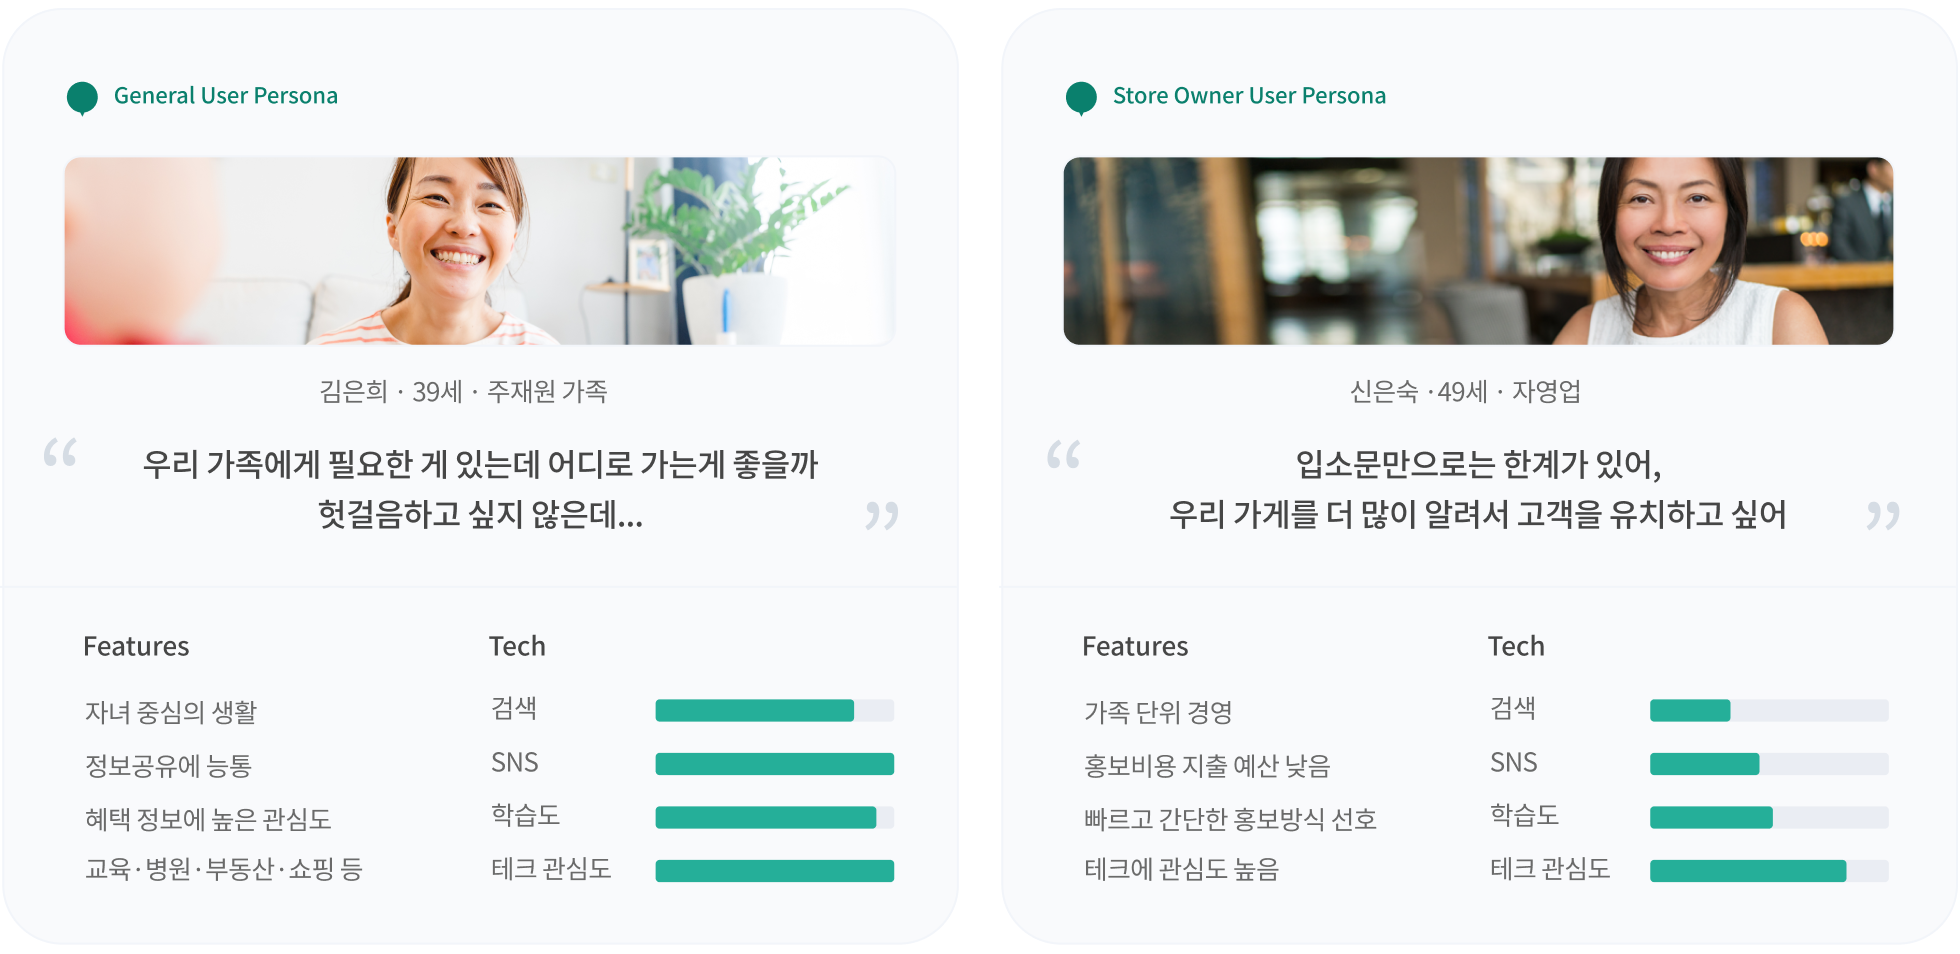 General User Persona
김은희 · 39세 · 주재원 가족
“
우리 가족에게 필요한 게 있는데 어디로 가는게 좋을까
헛걸음하고 싶지 않은데...
”
Features
자녀 중심의 생활
정보공유에 능통
혜택 정보에 높은 관심도
교육·병원·부동산·쇼핑 등
Tech
검색
SNS
학습도
테크 관심도
Store Owner User Persona
신은숙 ·49세 · 자영업
“
입소문만으로는 한계가 있어,
우리 가게를 더 많이 알려서 고객을 유치하고 싶어
”
Features
가족 단위 경영
홍보비용 지출 예산 낮음
빠르고 간단한 홍보방식 선호
테크에 관심도 높음
Tech
검색
SNS
학습도
테크 관심도